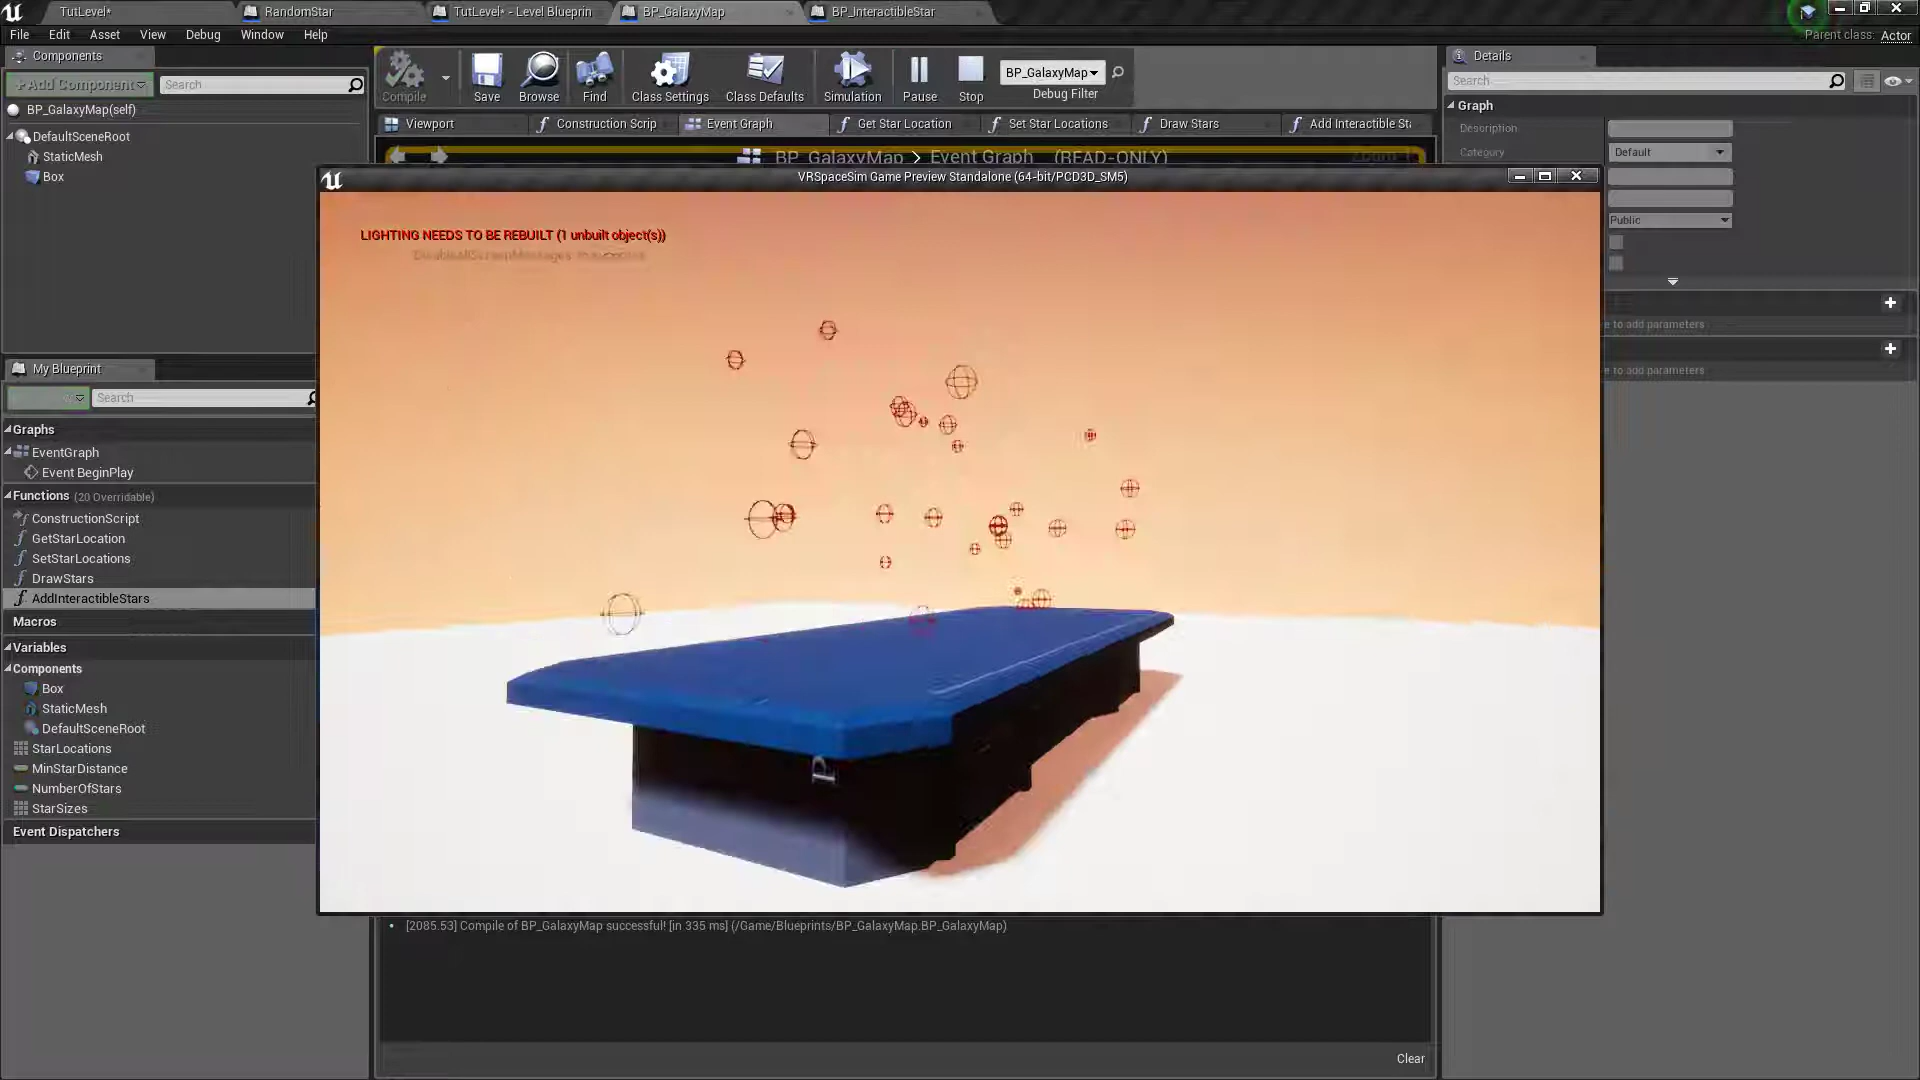 TutLevel*
RandomStar
TutLevel* - Level Blueprin
BP_GalaxyMap
BP_InteractibleStar
File Edit Asset View Debug Window Help
Parent class: Actor
Components
+Add Component
Search
BP_GalaxyMap(self)
DefaultSceneRoot
StaticMesh
Box
Compile
Save
Browse
Find
Class Settings
Class Defaults
Simulation
Pause
Stop
BP_GalaxyMap
Debug Filter
Viewport
Construction Scrip
Event Graph
Get Star Location
Set Star Locations
Draw Stars
Add Interactible Sta
BP_GalaxyMap > Event Graph (READ-ONLY)
Details
Search
Graph
Description
Category
Default
Public
e to add parameters
e to add parameters
VRSpaceSim Game Preview Standalone (64-bit/PCD3D_SM5)
LIGHTING NEEDS TO BE REBUILT (1 unbuilt object(s))
My Blueprint
Search
Graphs
EventGraph
Event BeginPlay
Functions (20 Overridable)
ConstructionScript
GetStarLocation
SetStarLocations
DrawStars
AddInteractibleStars
Macros
Variables
Components
Box
StaticMesh
DefaultSceneRoot
StarLocations
MinStarDistance
NumberOfStars
StarSizes
Event Dispatchers
[2085.53] Compile of BP_GalaxyMap successful! [in 335 ms] (/Game/Blueprints/BP_GalaxyMap.BP_GalaxyMap)
Clear